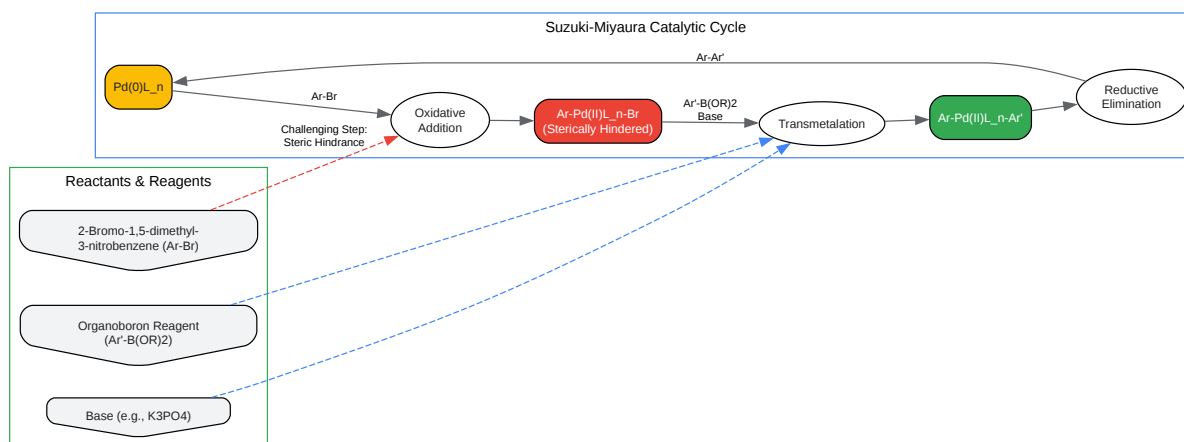 Suzuki-Miyaura Catalytic Cycle
Ar-Ar'
Pd(0)L_n
Ar-Br
Oxidative
Addition
Ar-Pd(II)L_n-Br
(Sterically Hindered)
Ar'-B(OR)2
Base
Transmetalation
Ar-Pd(II)L_n-Ar'
Reductive
Elimination
Challenging Step:
Steric Hindrance
Reactants & Reagents
2-Bromo-1,5-dimethyl-
3-nitrobenzene (Ar-Br)
Organoboron Reagent
(Ar'-B(OR)2)
Base (e.g., K3PO4)